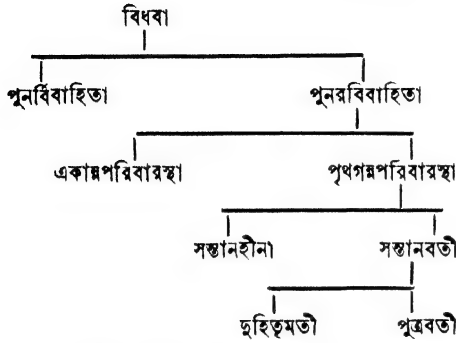 বিধবা
পুনর্বিবাহিতা পুনরবিবাহিতা
একান্নপরিবারস্থা পৃথগন্নপরিবারস্থা
সন্তানহীনা সন্তানবতী
দুহিতৃমতী পুত্রবতী